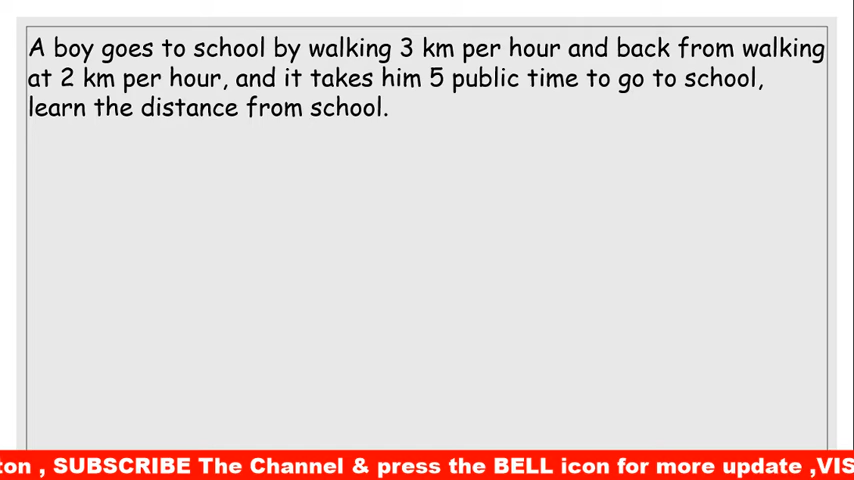 A boy goes to school by walking 3 km per hour and back from walking
at 2 km per hour, and it takes him 5 public time to go to school,
learn the distance from school.
ton , SUBSCRIBE The Channel & press the BELL icon for more update ,VIS